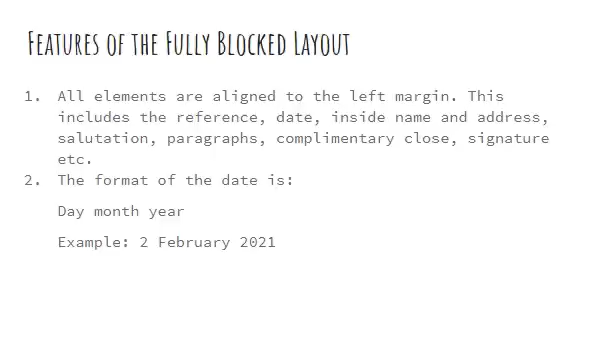 Features of the Fully Blocked Layout
1. All elements are aligned to the left margin. This
includes the reference, date, inside name and address,
salutation, paragraphs, complimentary close, signature
etc.
2. The format of the date is:
Day month year
Example: 2 February 2021